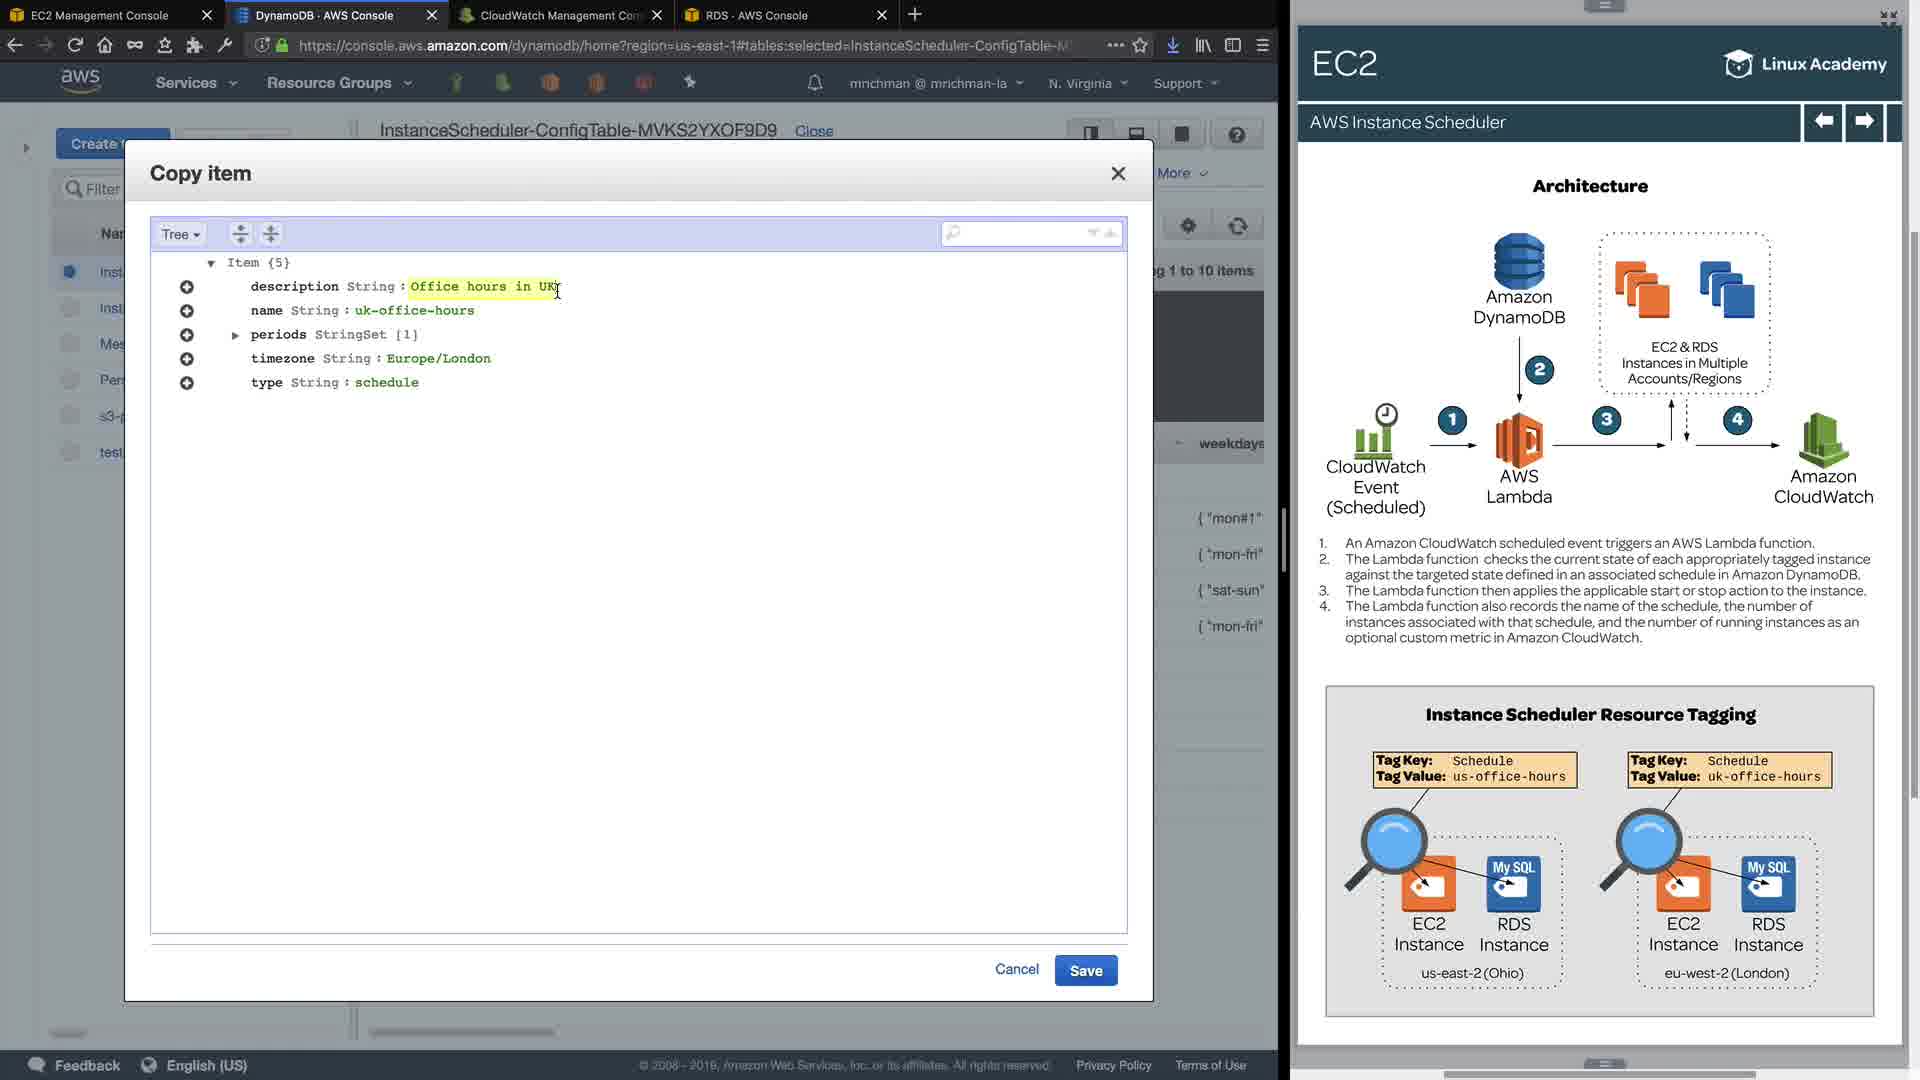 EC2 Management Console
DynamoDB · AWS Console
CloudWatch Management Con
RDS · AWS Console
https://console.aws.amazon.com/dynamodb/home?region=us-east-1#tables:selected=InstanceScheduler-ConfigTable-M
aws
Services
Resource Groups
mrichman @ mrichman-la
N. Virginia
Support
Create
InstanceScheduler-ConfigTable-MVKS2YXOF9D9
Close
More
Filter
Nar
Inst
Inst
Mes
Per
s3-p
test
g 1 to 10 items
weekdays
{ "mon#1"
{ "mon-fri"
{ "sat-sun"
{ "mon-fri"
Copy item
Tree
Item {5}
description String : Office hours in UK
name String : uk-office-hours
periods StringSet [1]
timezone String : Europe/London
type String : schedule
Cancel
Save
Feedback
English (US)
© 2008 - 2019, Amazon Web Services, Inc. or its affiliates. All rights reserved.
Privacy Policy
Terms of Use
EC2
Linux Academy
AWS Instance Scheduler
Architecture
Amazon
DynamoDB
EC2 & RDS
Instances in Multiple
Accounts/Regions
2
1
3
4
CloudWatch
Event
(Scheduled)
AWS
Lambda
Amazon
CloudWatch
1. An Amazon CloudWatch scheduled event triggers an AWS Lambda function.
2. The Lambda function checks the current state of each appropriately tagged instance
against the targeted state defined in an associated schedule in Amazon DynamoDB.
3. The Lambda function then applies the applicable start or stop action to the instance.
4. The Lambda function also records the name of the schedule, the number of
instances associated with that schedule, and the number of running instances as an
optional custom metric in Amazon CloudWatch.
Instance Scheduler Resource Tagging
Tag Key: Schedule
Tag Value: us-office-hours
Tag Key: Schedule
Tag Value: uk-office-hours
My SQL
My SQL
EC2
Instance
RDS
Instance
EC2
Instance
RDS
Instance
us-east-2 (Ohio)
eu-west-2 (London)